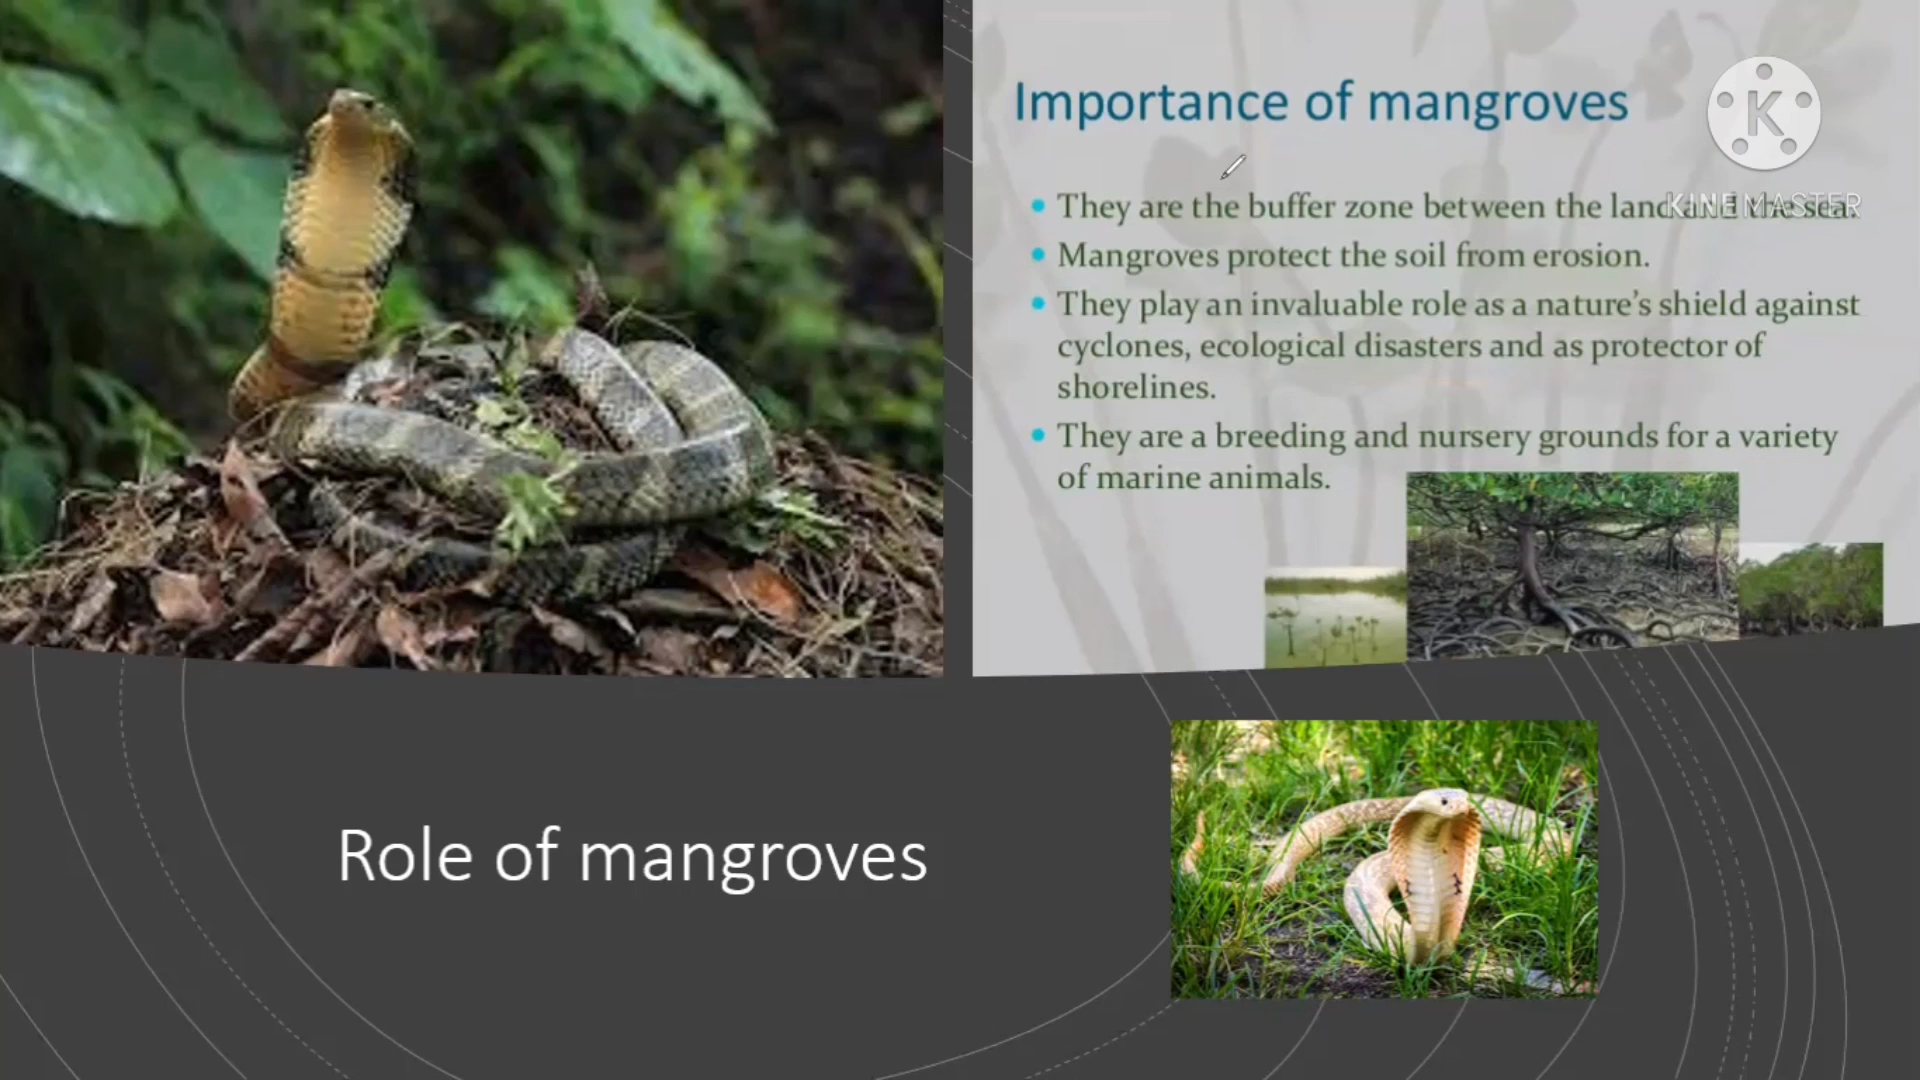 Importance of mangroves
They are the buffer zone between the land and the sea.
Mangroves protect the soil from erosion.
They play an invaluable role as a nature's shield against
cyclones, ecological disasters and as protector of
shorelines.
They are a breeding and nursery grounds for a variety
of marine animals.
K
KINEMASTER
Role of mangroves